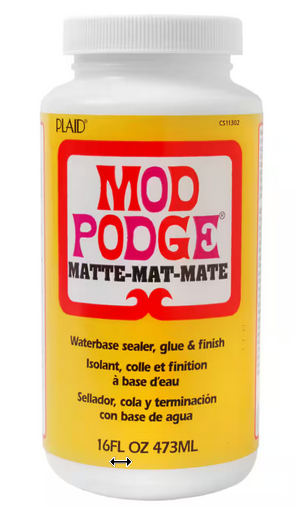 PLAID®
CS11302
MOD
PODGE®
MATTE-MAT-MATE
Waterbase sealer, glue & finish
Isolant, colle et finition
à base d'eau
Sellador, cola y terminación
con base de agua
16FL OZ 473ML